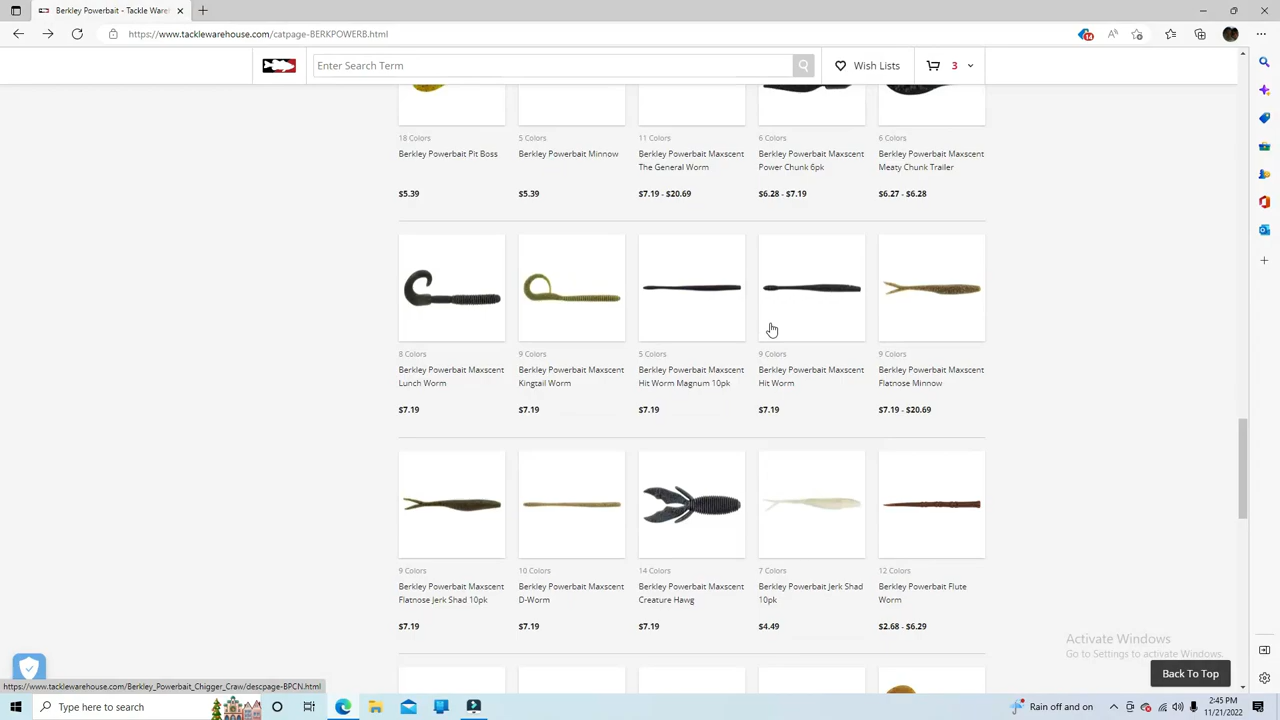 Berkley Powerbait - Tackle Ware
https://www.tacklewarehouse.com/catpage-BERKPOWERB.html
14
Enter Search Term
Wish Lists
3
18 Colors
5 Colors
11 Colors
6 Colors
6 Colors
Berkley Powerbait Pit Boss
Berkley Powerbait Minnow
Berkley Powerbait Maxscent
The General Worm
Berkley Powerbait Maxscent
Power Chunk 6pk
Berkley Powerbait Maxscent
Meaty Chunk Trailer
$5.39
$5.39
$7.19 - $20.69
$6.28 - $7.19
$6.27 - $6.28
8 Colors
9 Colors
5 Colors
9 Colors
9 Colors
Berkley Powerbait Maxscent
Lunch Worm
Berkley Powerbait Maxscent
Kingtail Worm
Berkley Powerbait Maxscent
Hit Worm Magnum 10pk
Berkley Powerbait Maxscent
Hit Worm
Berkley Powerbait Maxscent
Flatnose Minnow
$7.19
$7.19
$7.19
$7.19
$7.19 - $20.69
9 Colors
10 Colors
14 Colors
7 Colors
12 Colors
Berkley Powerbait Maxscent
Flatnose Jerk Shad 10pk
Berkley Powerbait Maxscent
D-Worm
Berkley Powerbait Maxscent
Creature Hawg
Berkley Powerbait Jerk Shad
10pk
Berkley Powerbait Flute
Worm
$7.19
$7.19
$7.19
$4.49
$2.68 - $6.29
Activate Windows
Go to Settings to activate Windows.
Back To Top
https://www.tacklewarehouse.com/Berkley_Powerbait_Chigger_Craw/descpage-BPCN.html
Type here to search
Rain off and on
2:45 PM
11/21/2022